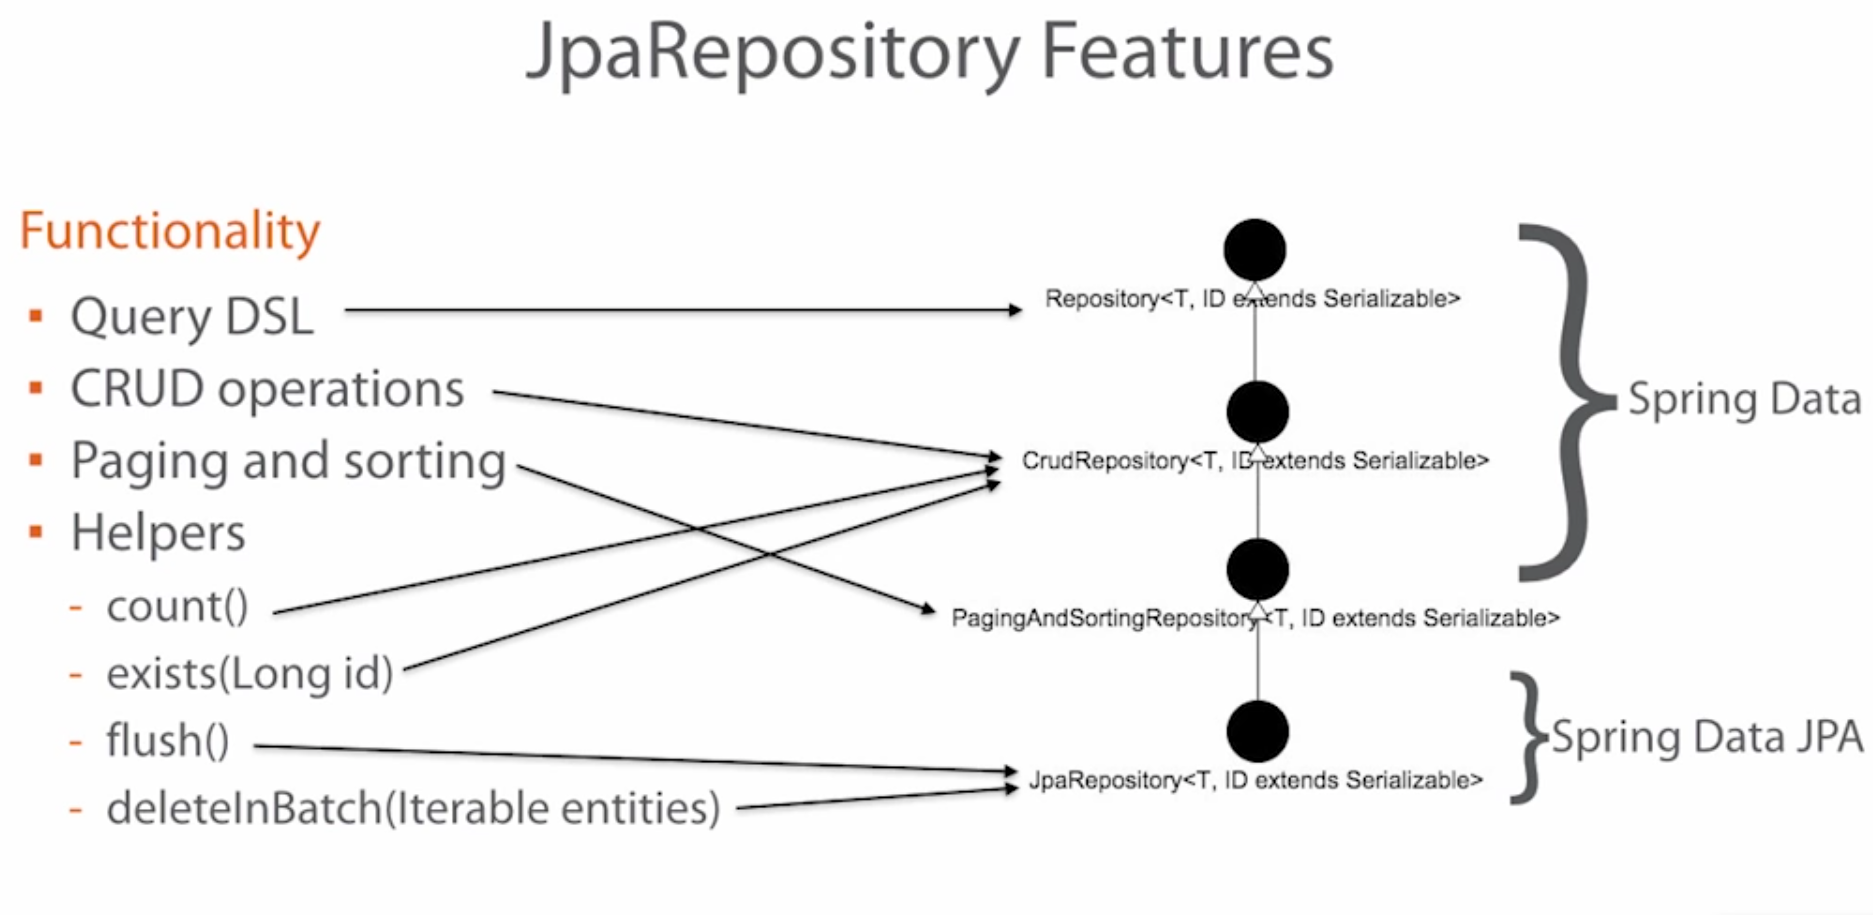 JpaRepository Features
Functionality
Query DSL
CRUD operations
Paging and sorting
Helpers
- count()
- exists(Long id)
- flush()
- deleteInBatch(Iterable entities)
Repository<T, ID extends Serializable>
CrudRepository<T, ID extends Serializable>
PagingAndSortingRepository<T, ID extends Serializable>
JpaRepository<T, ID extends Serializable>
Spring Data
Spring Data JPA